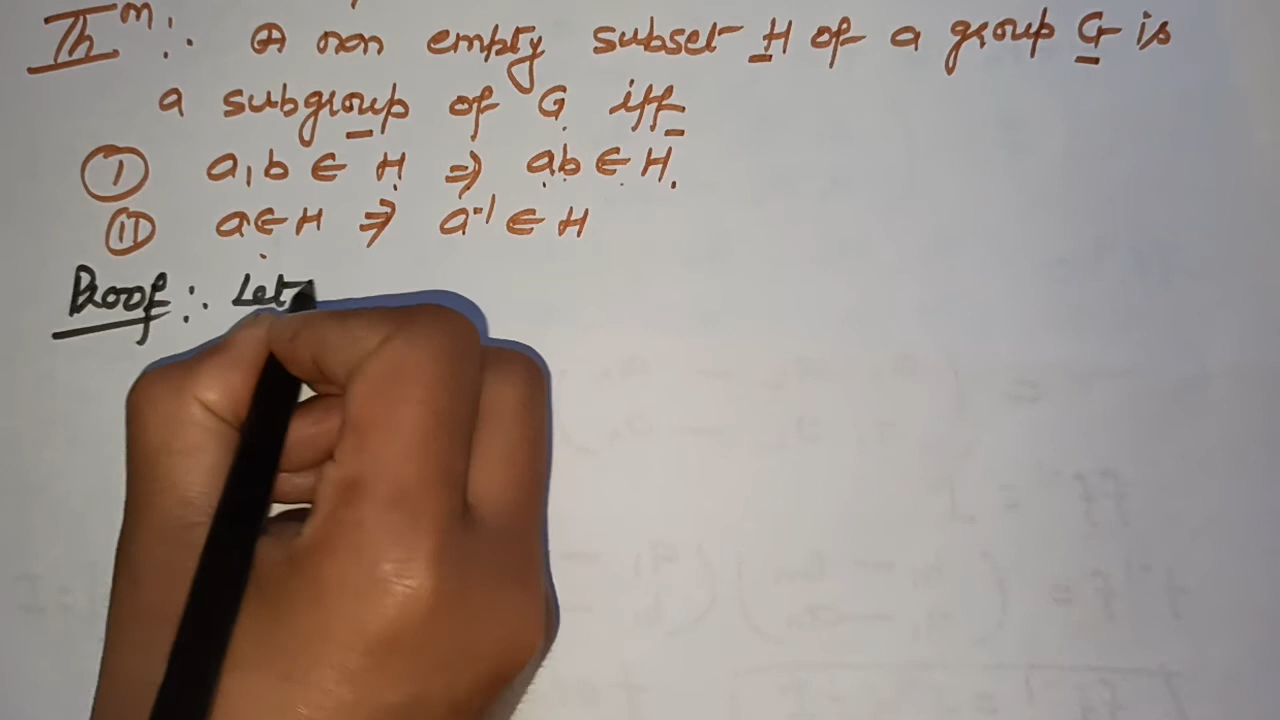 Thm:. A non empty subset H of a group G is
a subgroup of G iff
(I) a, b ∈ H ⇒ ab ∈ H.
(II) a ∈ H ⇒ a⁻¹ ∈ H
Proof:. Let